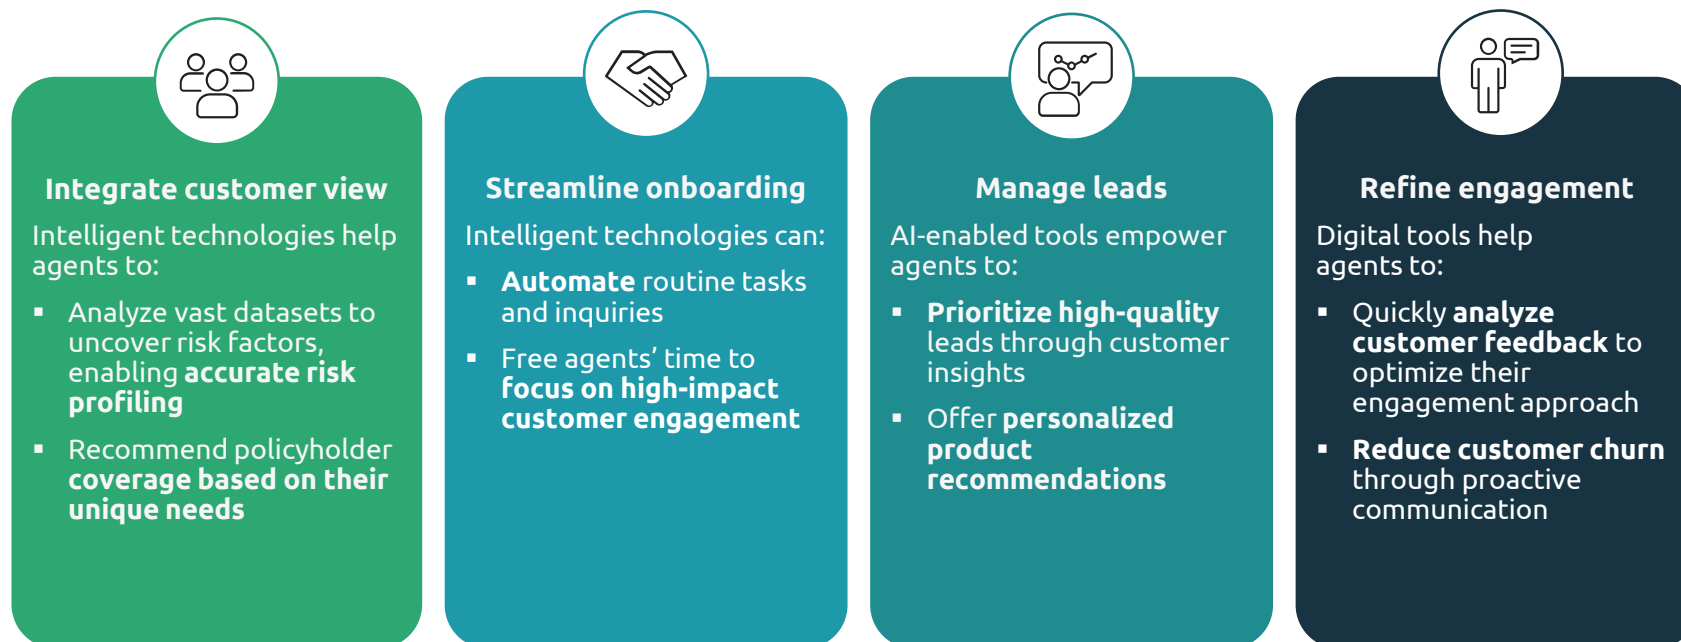 Integrate customer view
Intelligent technologies help
agents to:
▪ Analyze vast datasets to
uncover risk factors,
enabling accurate risk
profiling
▪ Recommend policyholder
coverage based on their
unique needs
Streamline onboarding
Intelligent technologies can:
▪ Automate routine tasks
and inquiries
▪ Free agents’ time to
focus on high-impact
customer engagement
Manage leads
AI-enabled tools empower
agents to:
▪ Prioritize high-quality
leads through customer
insights
▪ Offer personalized
product
recommendations
Refine engagement
Digital tools help
agents to:
▪ Quickly analyze
customer feedback to
optimize their
engagement approach
▪ Reduce customer churn
through proactive
communication